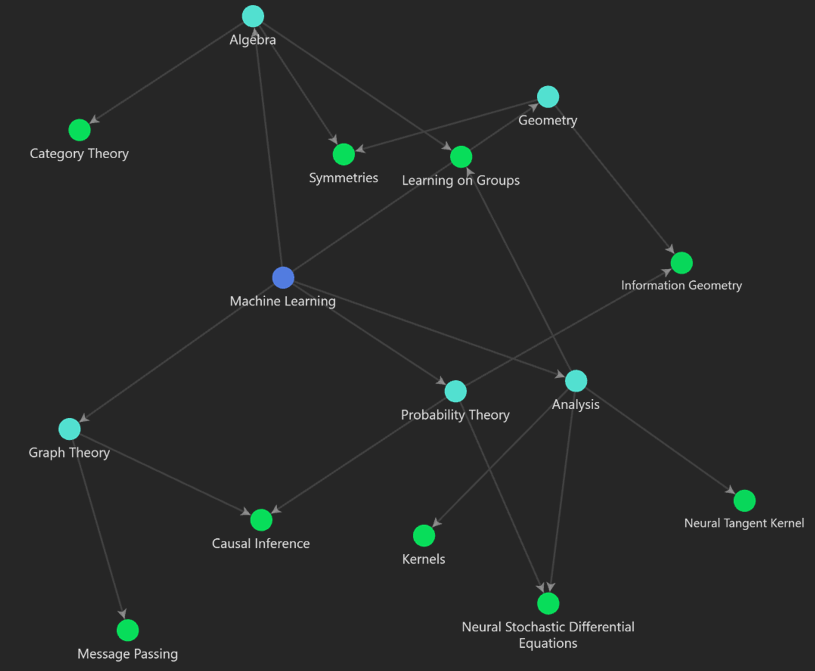 Algebra
Geometry
Category Theory
Symmetries
Learning on Groups
Information Geometry
Machine Learning
Probability Theory
Analysis
Graph Theory
Neural Tangent Kernel
Causal Inference
Kernels
Neural Stochastic Differential
Equations
Message Passing